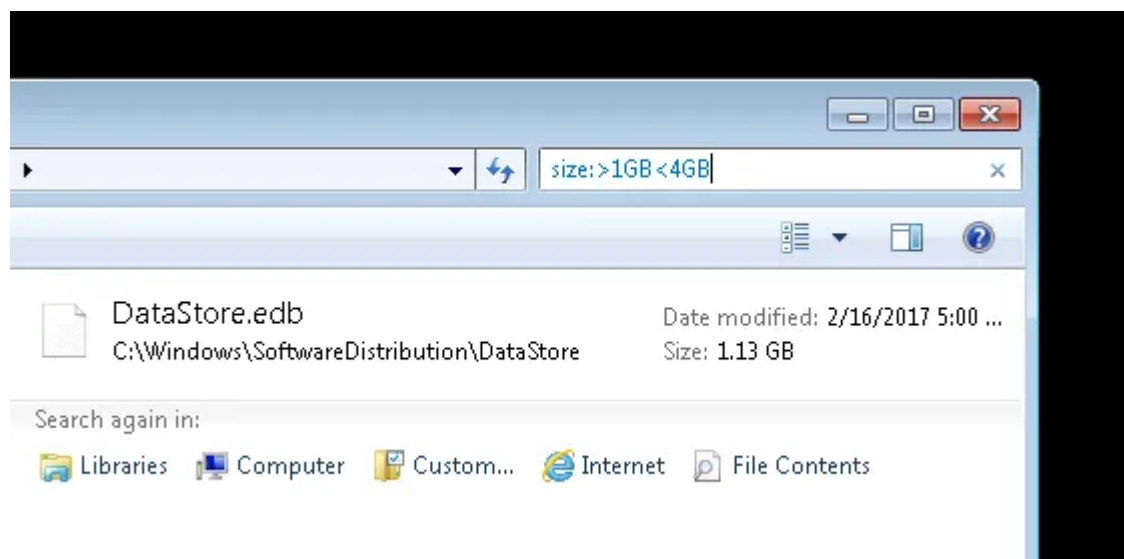 size:>1GB<4GB
DataStore.edb
Date modified: 2/16/2017 5:00 ...
C:\Windows\SoftwareDistribution\DataStore
Size: 1.13 GB
Search again in:
Libraries Computer Custom... Internet File Contents